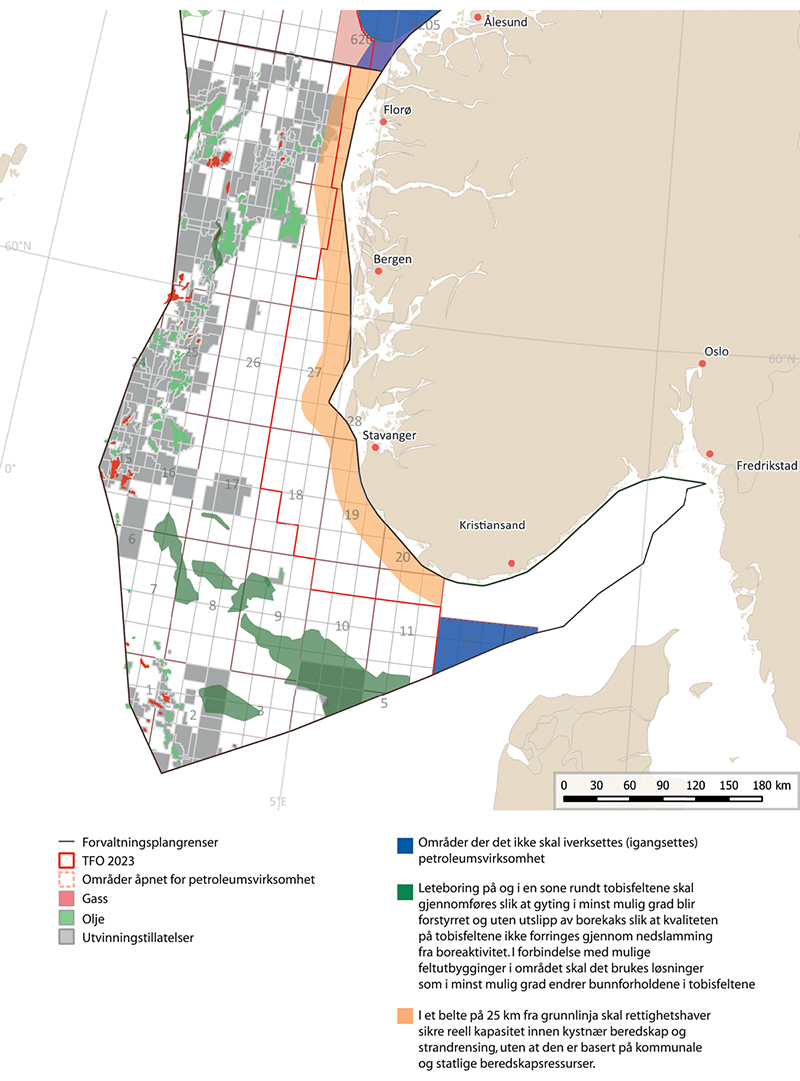 Ålesund
6205
Florø
60°N
Bergen
Oslo
60°N
26
27
28
Stavanger
Fredrikstad
0°
15
16
17
18
19
Kristiansand
6
20
7
8
9
10
11
1
2
3
4
5
5°E
0 30 60 90 120 150 180 km
Forvaltningsplangrenser
TFO 2023
Områder åpnet for petroleumsvirksomhet
Gass
Olje
Utvinningstillatelser
Områder der det ikke skal iverksettes (igangsettes)
petroleumsvirksomhet
Leteboring på og i en sone rundt tobisfeltene skal
gjennomføres slik at gyting i minst mulig grad blir
forstyrret og uten utslipp av borekaks slik at kvaliteten
på tobisfeltene ikke forringes gjennom nedslamming
fra boreaktivitet. I forbindelse med mulige
feltutbygginger i området skal det brukes løsninger
som i minst mulig grad endrer bunnforholdene i tobisfeltene
I et belte på 25 km fra grunnlinja skal rettighetshaver
sikre reell kapasitet innen kystnær beredskap og
strandrensing, uten at den er basert på kommunale
og statlige beredskapsressurser.